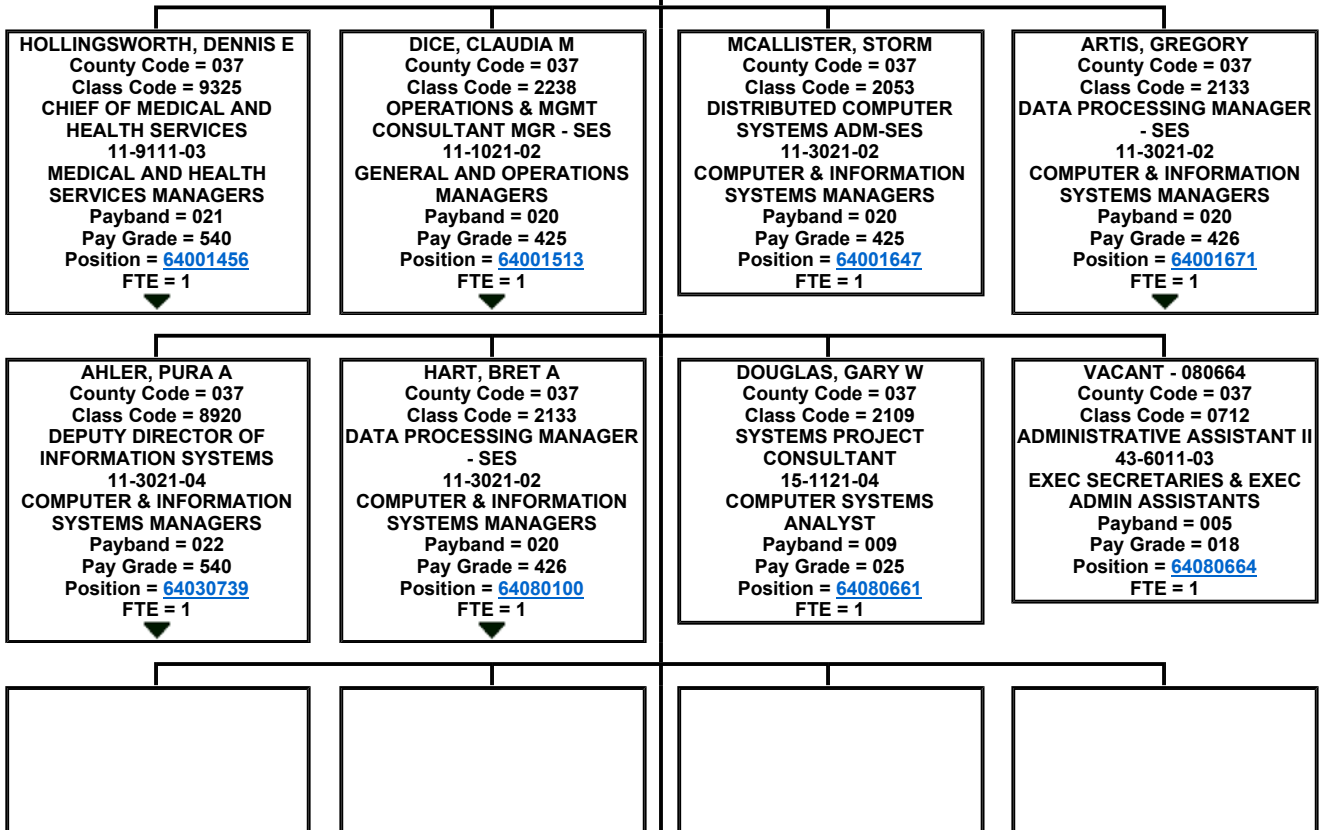 HOLLINGSWORTH, DENNIS E
County Code = 037
Class Code = 9325
CHIEF OF MEDICAL AND
HEALTH SERVICES
11-9111-03
MEDICAL AND HEALTH
SERVICES MANAGERS
Payband = 021
Pay Grade = 540
Position = 64001456
FTE = 1
DICE, CLAUDIA M
County Code = 037
Class Code = 2238
OPERATIONS & MGMT
CONSULTANT MGR - SES
11-1021-02
GENERAL AND OPERATIONS
MANAGERS
Payband = 020
Pay Grade = 425
Position = 64001513
FTE = 1
MCALLISTER, STORM
County Code = 037
Class Code = 2053
DISTRIBUTED COMPUTER
SYSTEMS ADM-SES
11-3021-02
COMPUTER & INFORMATION
SYSTEMS MANAGERS
Payband = 020
Pay Grade = 425
Position = 64001647
FTE = 1
ARTIS, GREGORY
County Code = 037
Class Code = 2133
DATA PROCESSING MANAGER
- SES
11-3021-02
COMPUTER & INFORMATION
SYSTEMS MANAGERS
Payband = 020
Pay Grade = 426
Position = 64001671
FTE = 1
AHLER, PURA A
County Code = 037
Class Code = 8920
DEPUTY DIRECTOR OF
INFORMATION SYSTEMS
11-3021-04
COMPUTER & INFORMATION
SYSTEMS MANAGERS
Payband = 022
Pay Grade = 540
Position = 64030739
FTE = 1
HART, BRET A
County Code = 037
Class Code = 2133
DATA PROCESSING MANAGER
- SES
11-3021-02
COMPUTER & INFORMATION
SYSTEMS MANAGERS
Payband = 020
Pay Grade = 426
Position = 64080100
FTE = 1
DOUGLAS, GARY W
County Code = 037
Class Code = 2109
SYSTEMS PROJECT
CONSULTANT
15-1121-04
COMPUTER SYSTEMS
ANALYST
Payband = 009
Pay Grade = 025
Position = 64080661
FTE = 1
VACANT - 080664
County Code = 037
Class Code = 0712
ADMINISTRATIVE ASSISTANT II
43-6011-03
EXEC SECRETARIES & EXEC
ADMIN ASSISTANTS
Payband = 005
Pay Grade = 018
Position = 64080664
FTE = 1